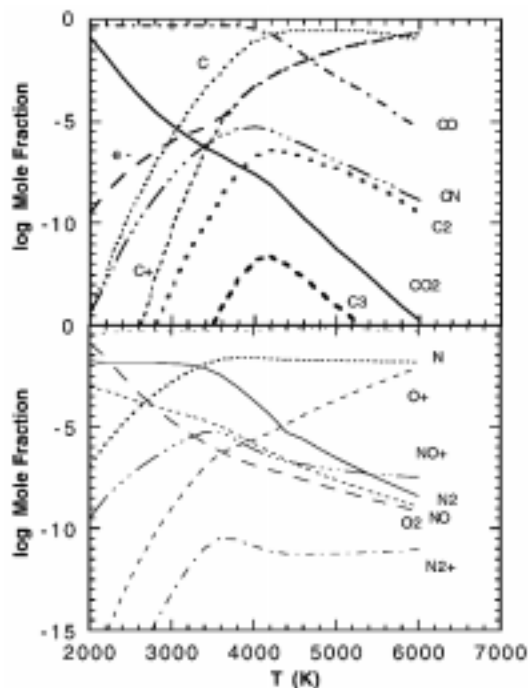 0
C
log Mole Fraction
-5
CO
e-
CN
C2
-10
C+
CO2
C3
0
N
O+
log Mole Fraction
-5
NO+
N2
O2 NO
-10
N2+
-15
2000 3000 4000 5000 6000 7000
T (K)